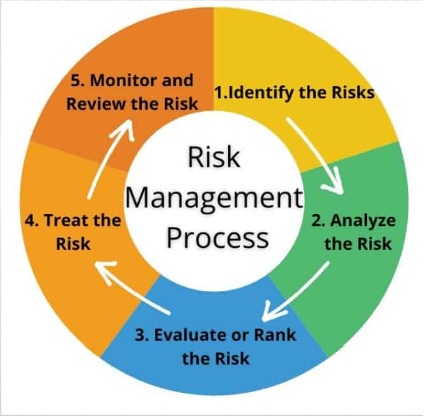 Risk
Management
Process
1.Identify the Risks
2. Analyze
the Risk
3. Evaluate or Rank
the Risk
4. Treat the
Risk
5. Monitor and
Review the Risk